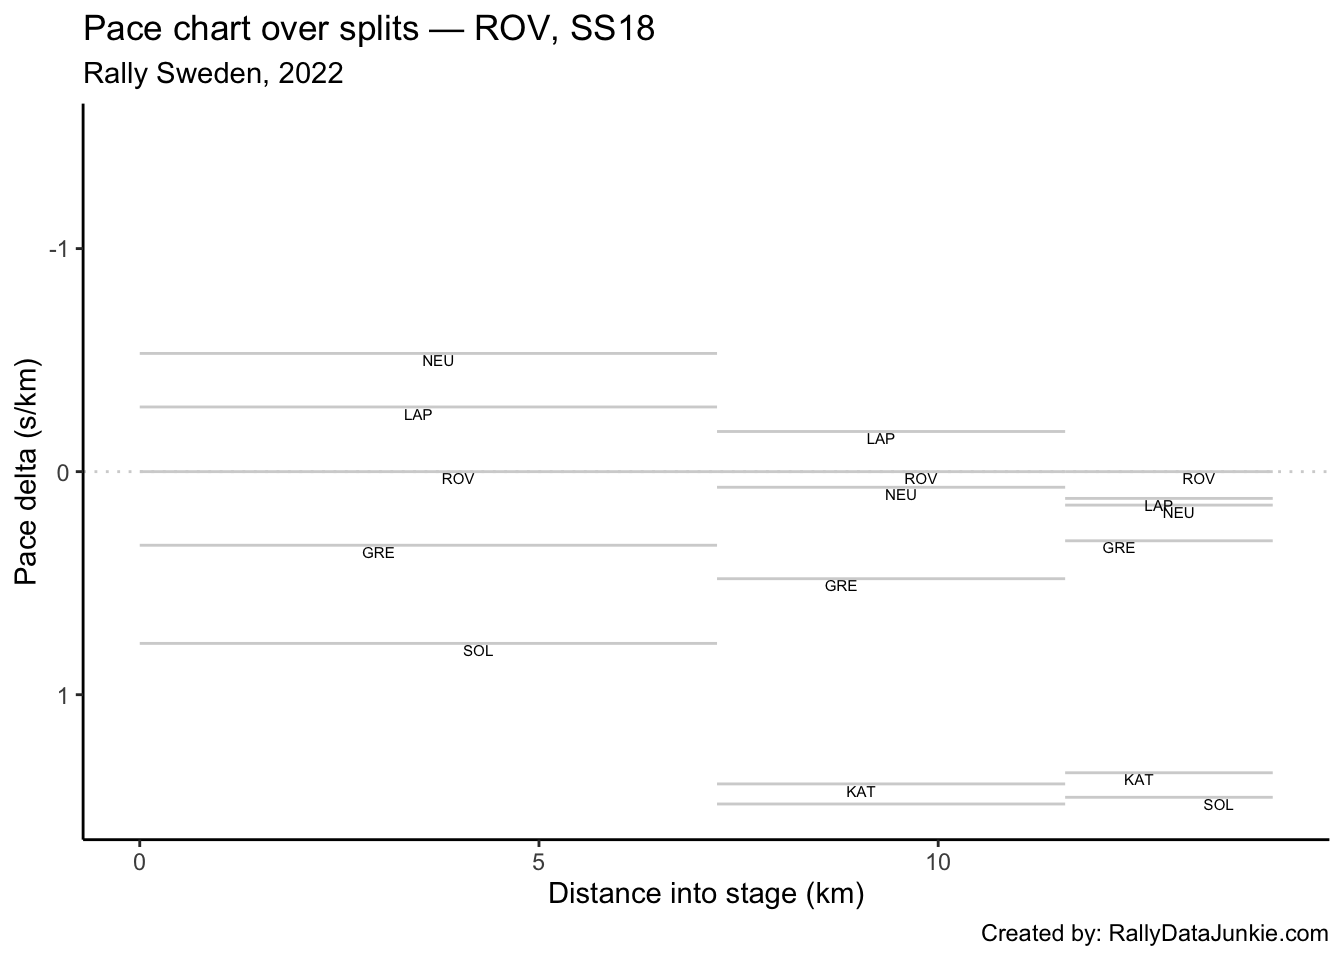 Pace chart over splits — ROV, SS18
Rally Sweden, 2022
-1
NEU
LAP
LAP
0
ROV
ROV
ROV
NEU
LAP
NEU
GRE
GRE
GRE
SOL
1
KAT
KAT
SOL
0
5
10
Pace delta (s/km)
Distance into stage (km)
Created by: RallyDataJunkie.com